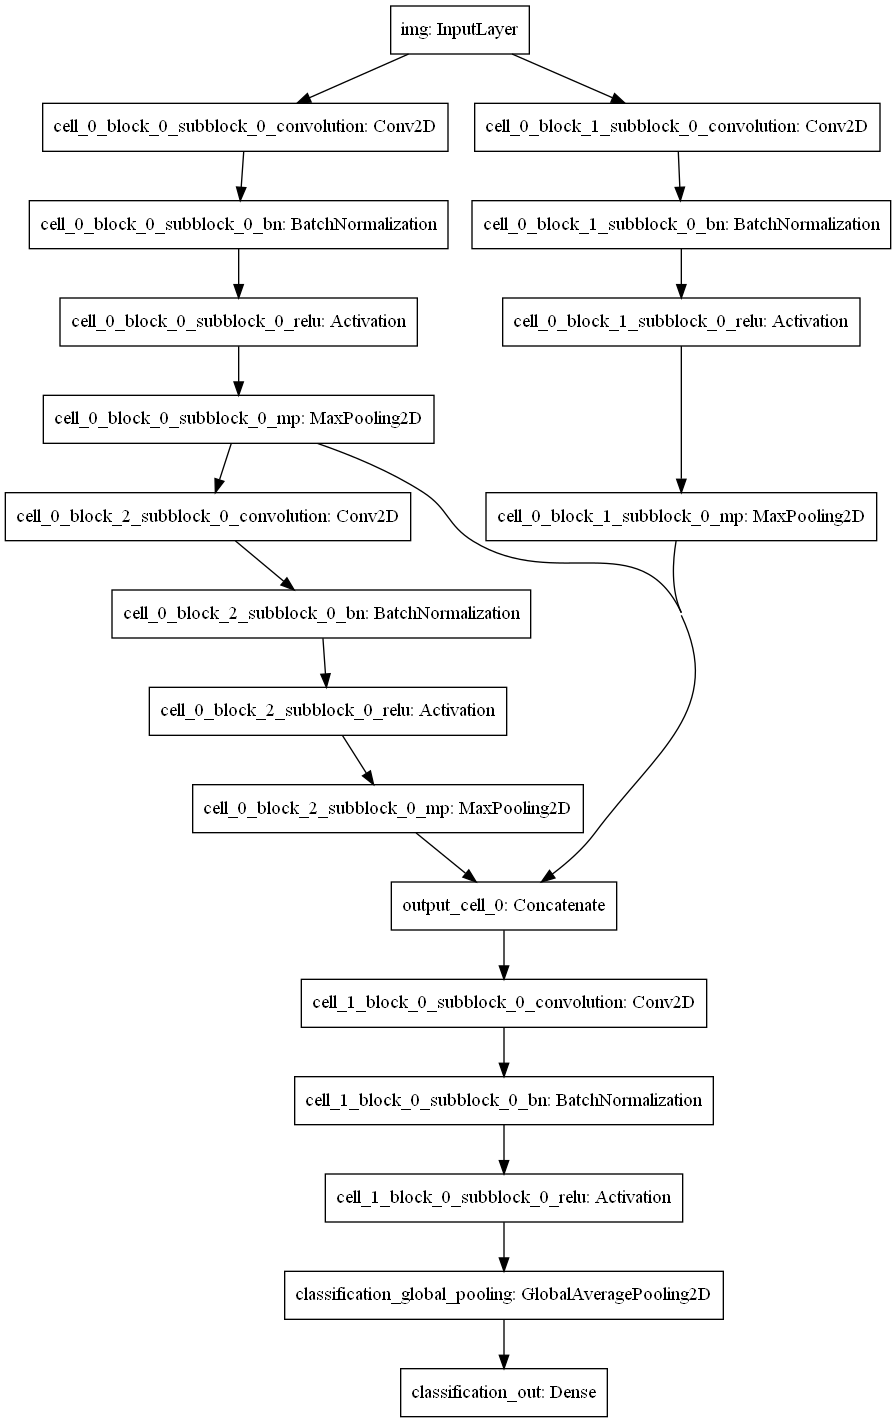 img: InputLayer
cell_0_block_0_subblock_0_convolution: Conv2D
cell_0_block_1_subblock_0_convolution: Conv2D
cell_0_block_0_subblock_0_bn: BatchNormalization
cell_0_block_1_subblock_0_bn: BatchNormalization
cell_0_block_0_subblock_0_relu: Activation
cell_0_block_1_subblock_0_relu: Activation
cell_0_block_0_subblock_0_mp: MaxPooling2D
cell_0_block_2_subblock_0_convolution: Conv2D
cell_0_block_1_subblock_0_mp: MaxPooling2D
cell_0_block_2_subblock_0_bn: BatchNormalization
cell_0_block_2_subblock_0_relu: Activation
cell_0_block_2_subblock_0_mp: MaxPooling2D
output_cell_0: Concatenate
cell_1_block_0_subblock_0_convolution: Conv2D
cell_1_block_0_subblock_0_bn: BatchNormalization
cell_1_block_0_subblock_0_relu: Activation
classification_global_pooling: GlobalAveragePooling2D
classification_out: Dense